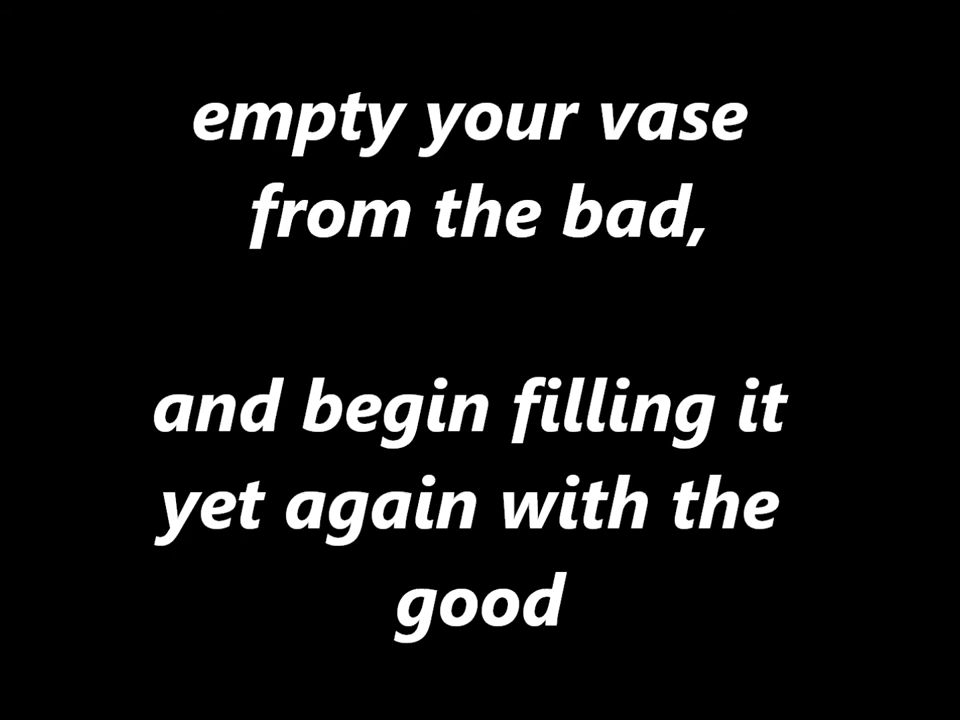 empty your vase
from the bad,
and begin filling it
yet again with the
good